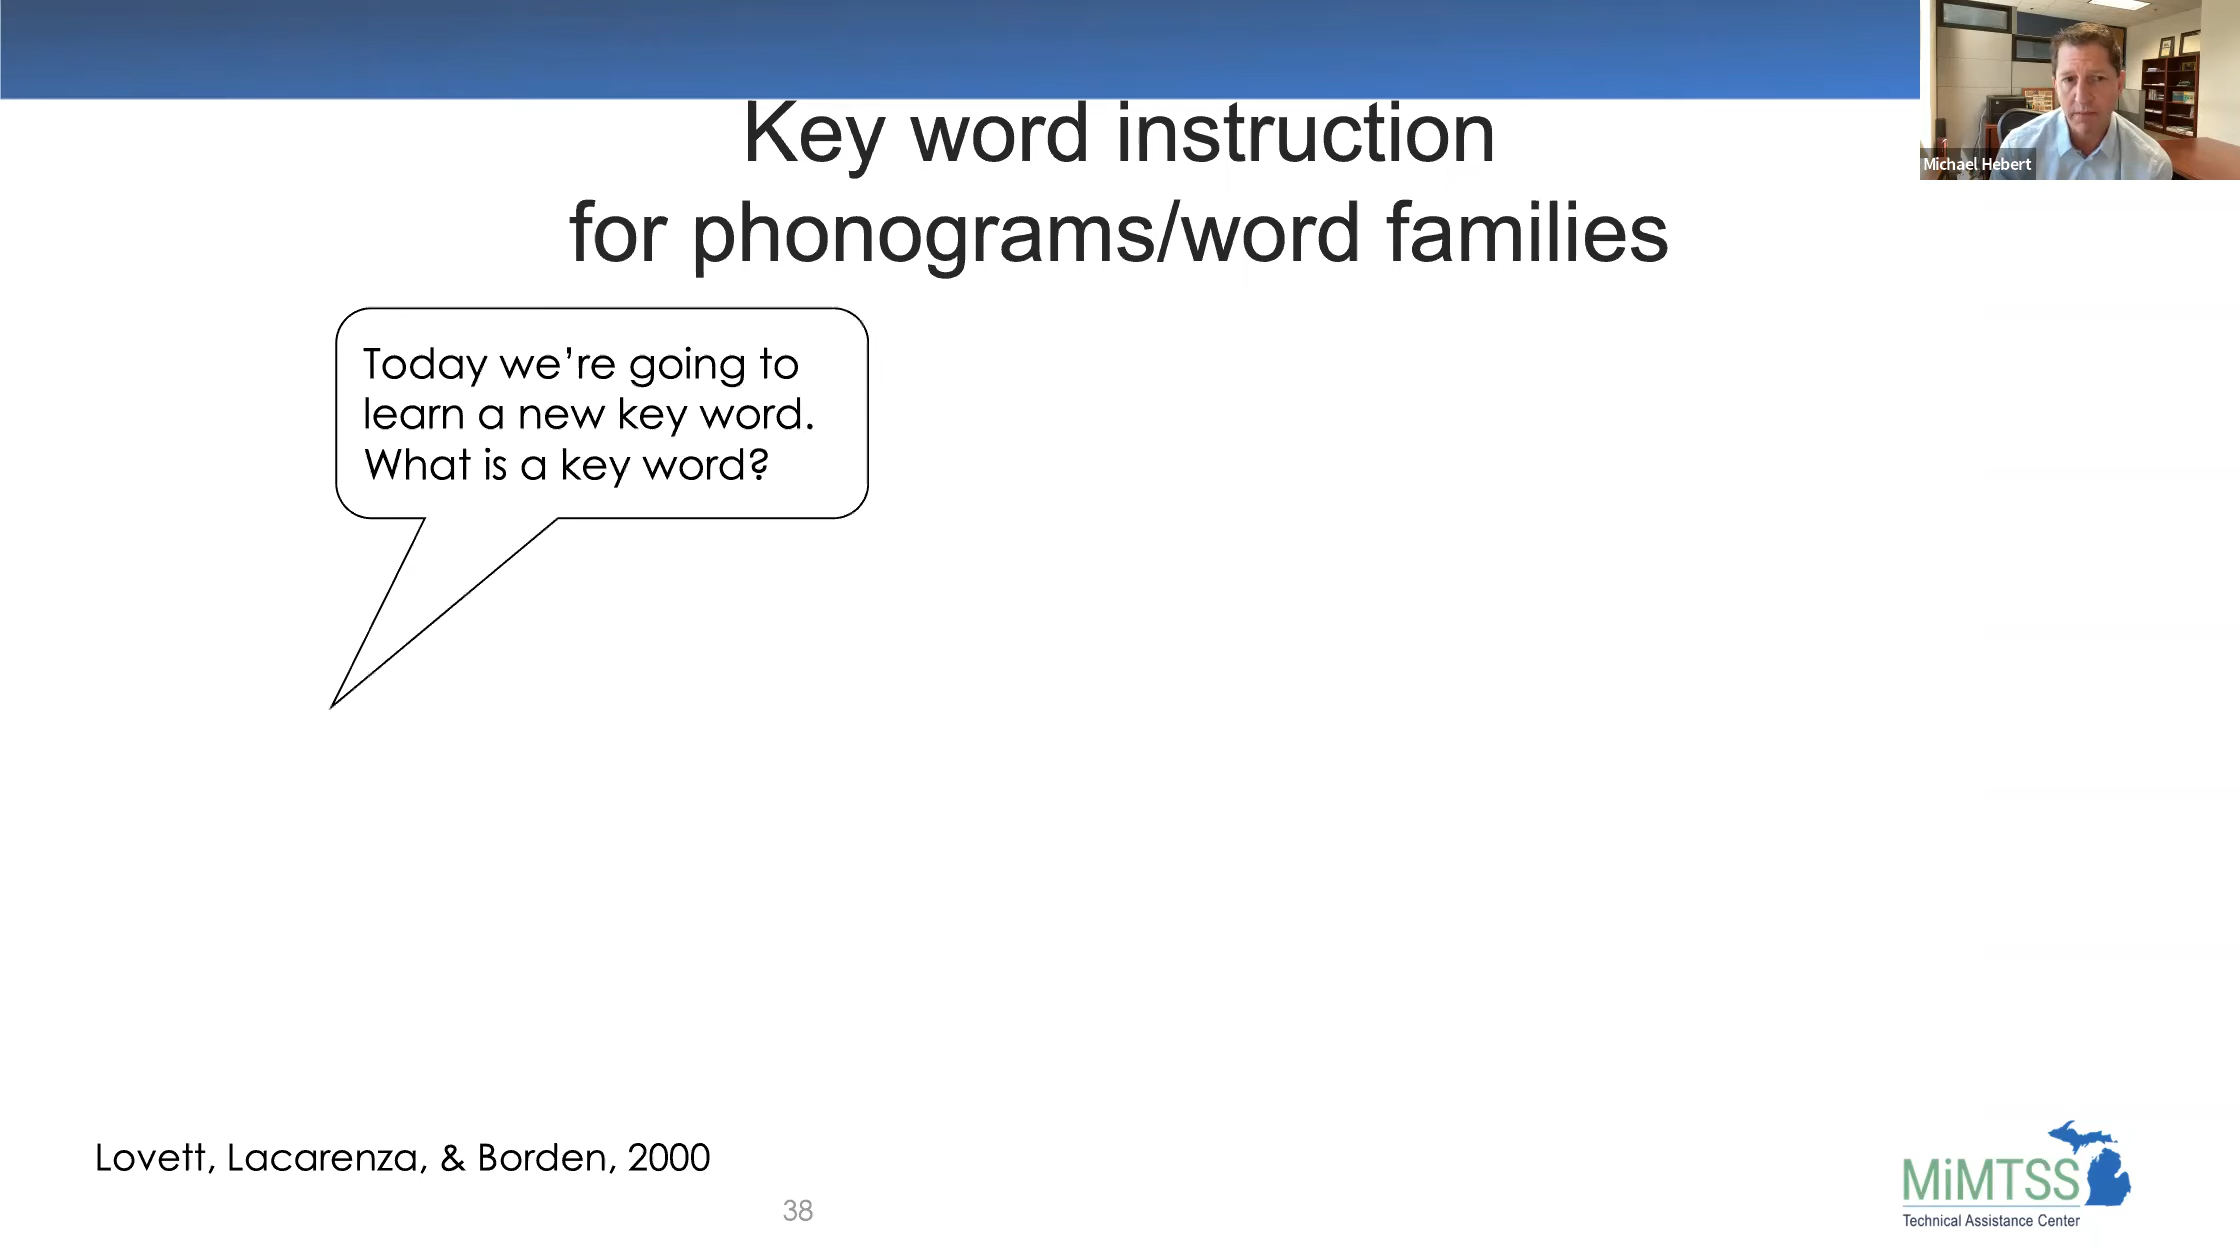 Key word instruction
for phonograms/word families
Michael Hebert
Today we're going to
learn a new key word.
What is a key word?
Lovett, Lacarenza, & Borden, 2000
38
MiMTSS
Technical Assistance Center